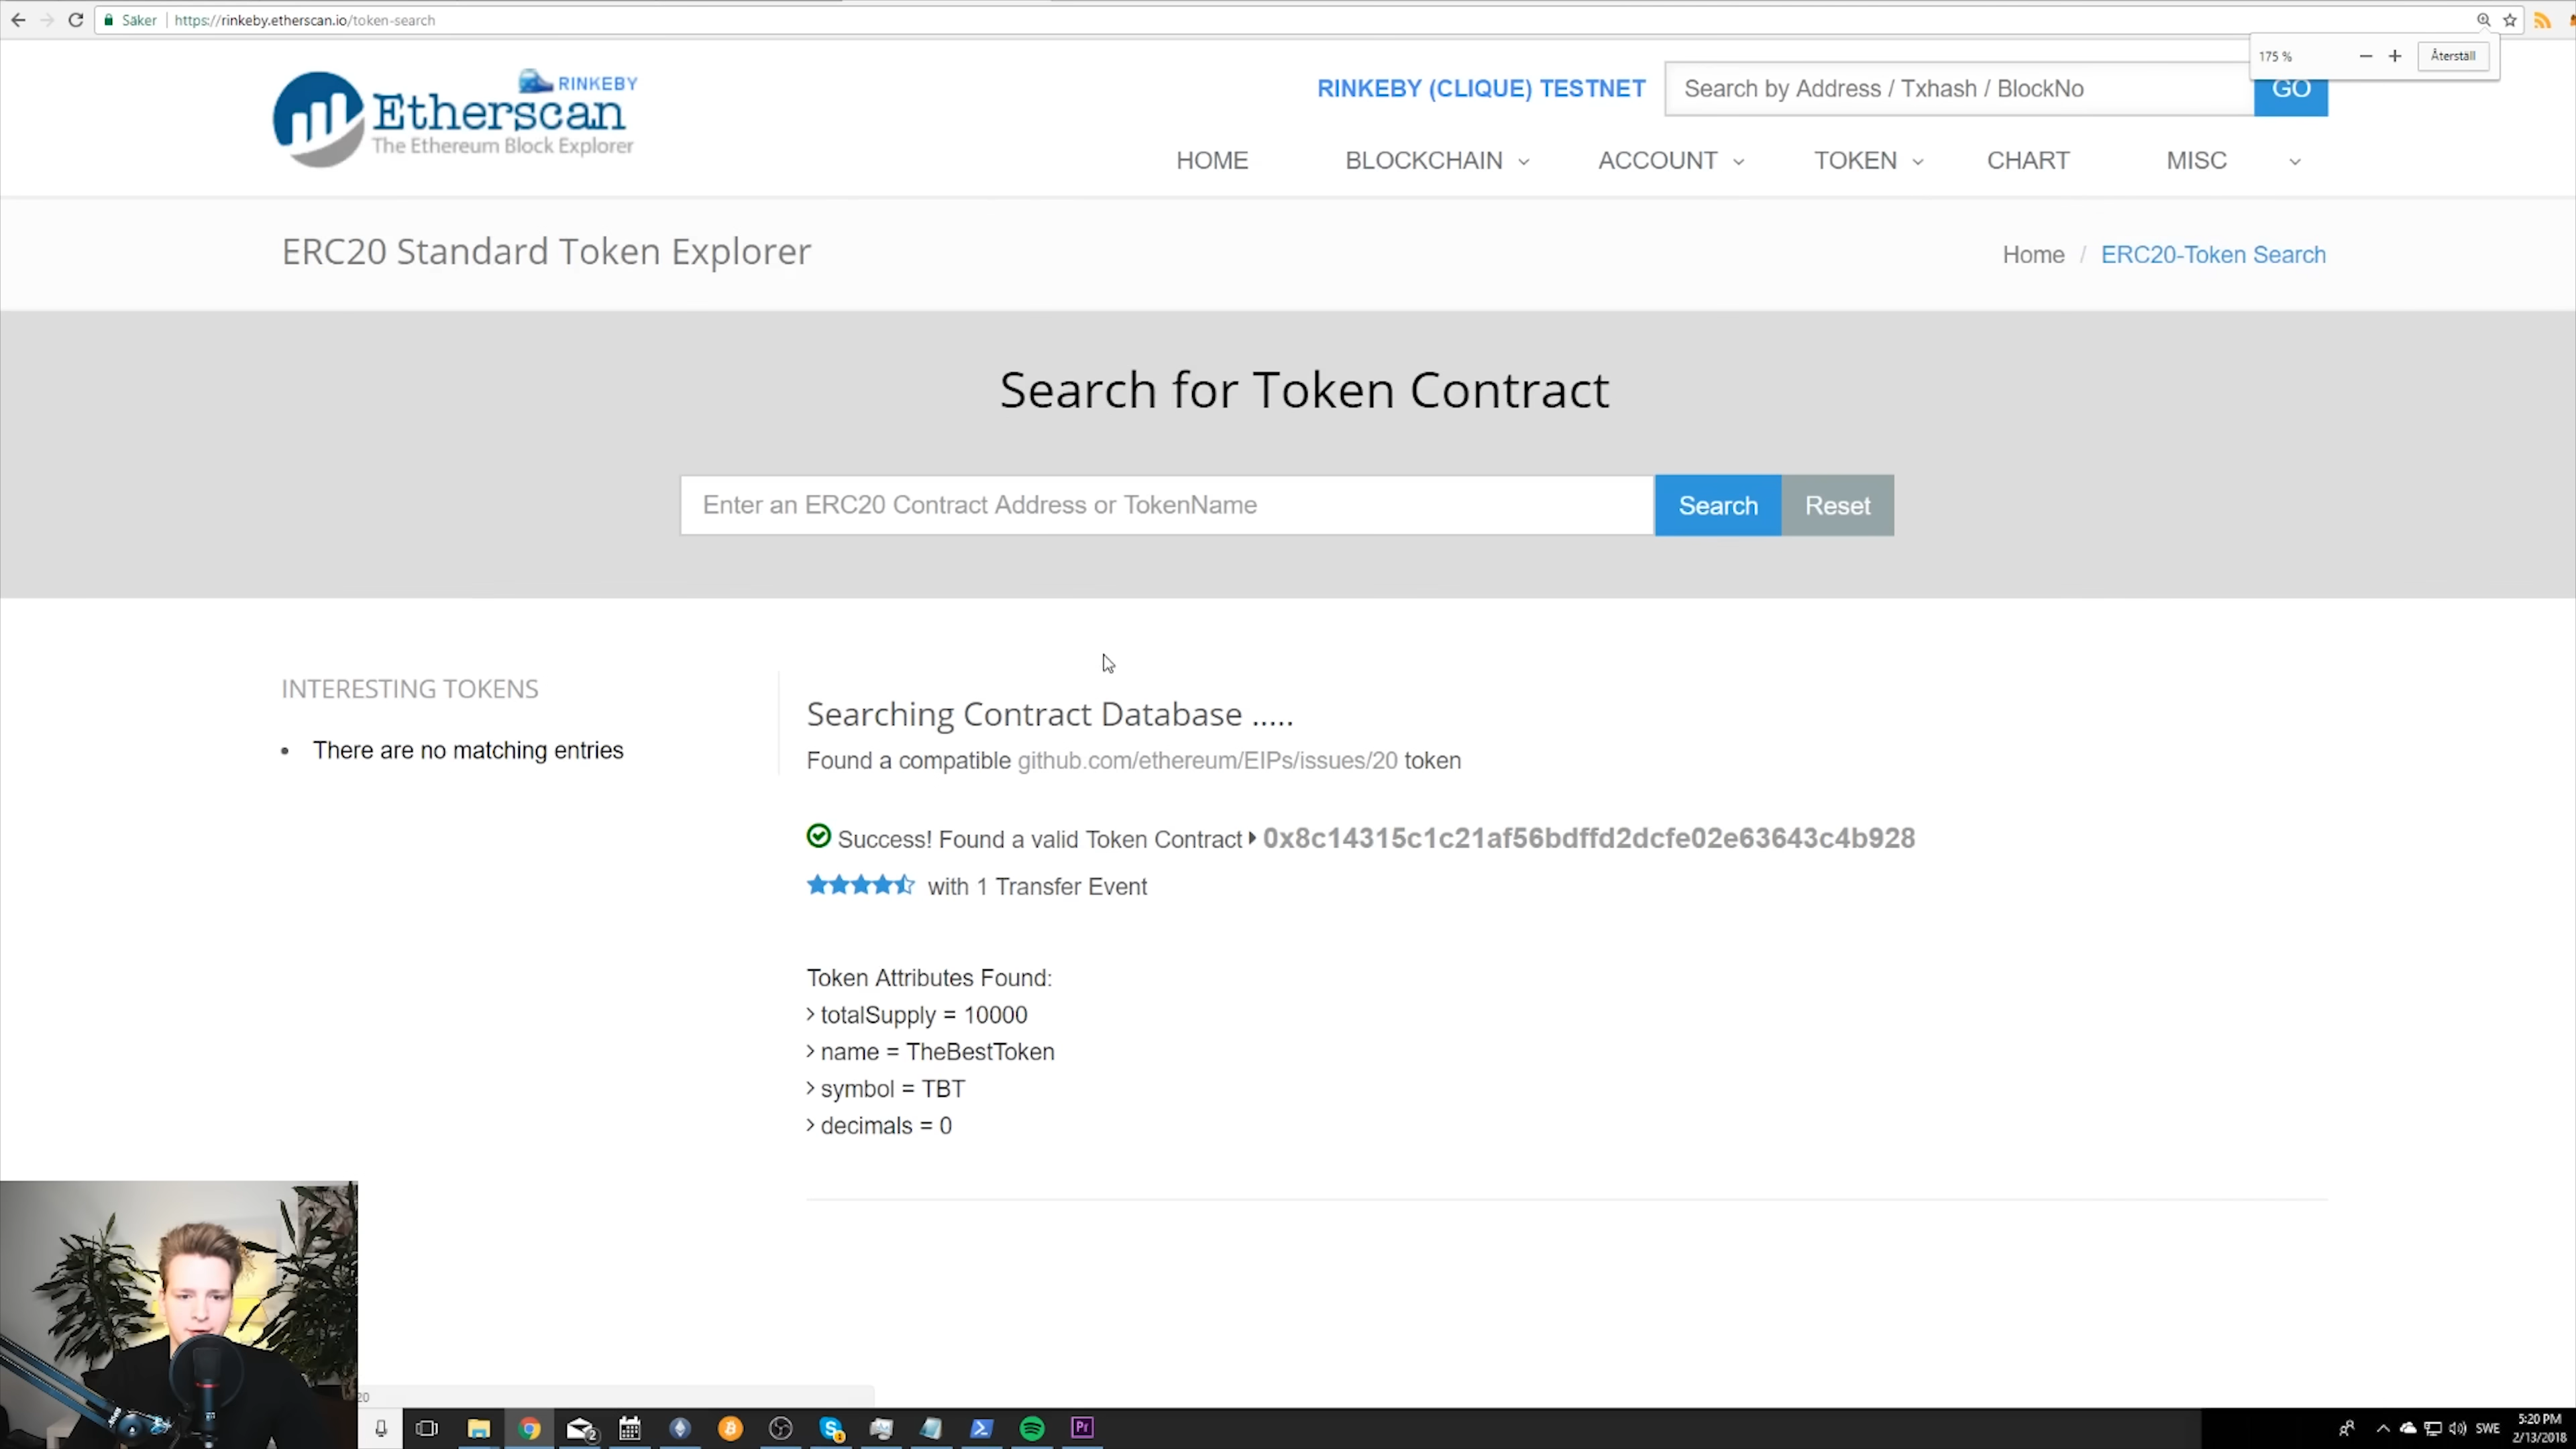 Säker
https://rinkeby.etherscan.io/token-search
175 %
Återställ
RINKEBY
Etherscan
The Ethereum Block Explorer
RINKEBY (CLIQUE) TESTNET
Search by Address / Txhash / BlockNo
GO
HOME
BLOCKCHAIN
ACCOUNT
TOKEN
CHART
MISC
ERC20 Standard Token Explorer
Home / ERC20-Token Search
Search for Token Contract
Enter an ERC20 Contract Address or TokenName
Search
Reset
INTERESTING TOKENS
There are no matching entries
Searching Contract Database .....
Found a compatible github.com/ethereum/EIPs/issues/20 token
Success! Found a valid Token Contract 0x8c14315c1c21af56bdffd2dcfe02e63643c4b928
with 1 Transfer Event
Token Attributes Found:
totalSupply = 10000
name = TheBestToken
symbol = TBT
decimals = 0
20
2
Pr
SWE
5:20 PM
2/13/2018